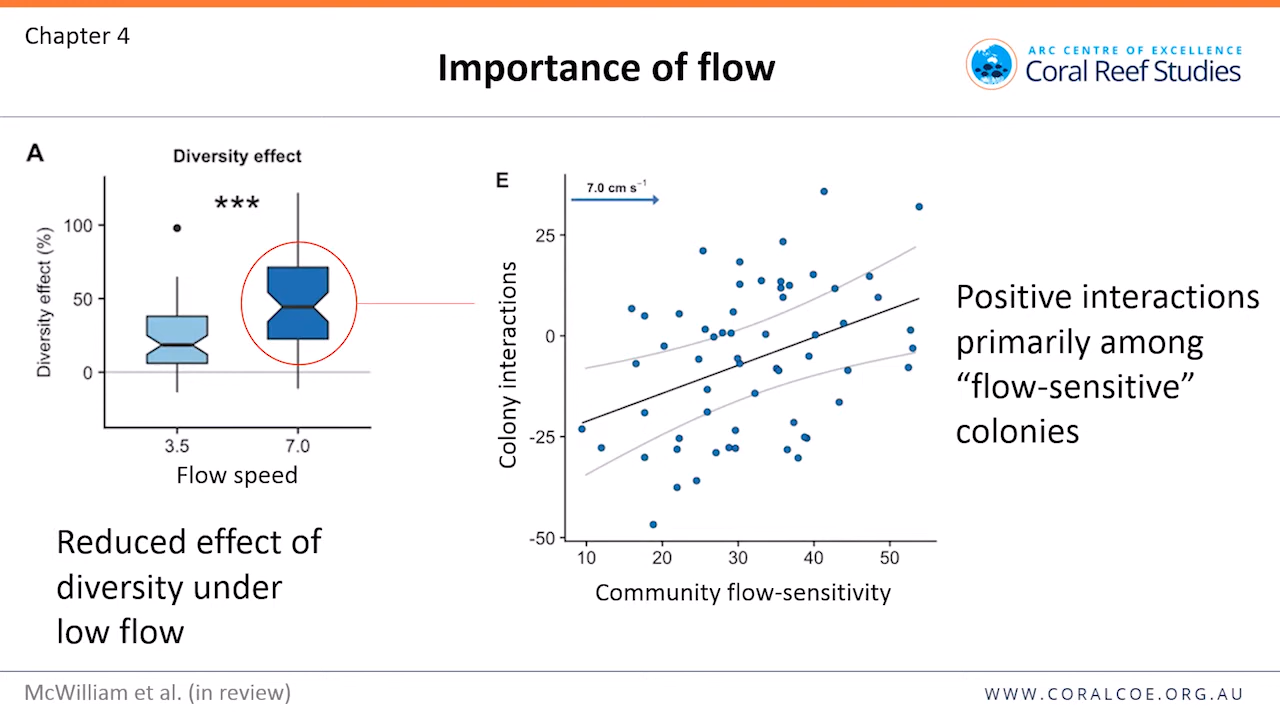 Chapter 4
Importance of flow
ARC CENTRE OF EXCELLENCE
Coral Reef Studies
A
Diversity effect
***
Diversity effect (%)
100
50
0
3.5 7.0
Flow speed
Reduced effect of
diversity under
low flow
E
7.0 cm s⁻¹
Colony interactions
25
0
-25
-50
10 20 30 40 50
Community flow-sensitivity
Positive interactions
primarily among
“flow-sensitive”
colonies
McWilliam et al. (in review)
WWW.CORALCOE.ORG.AU